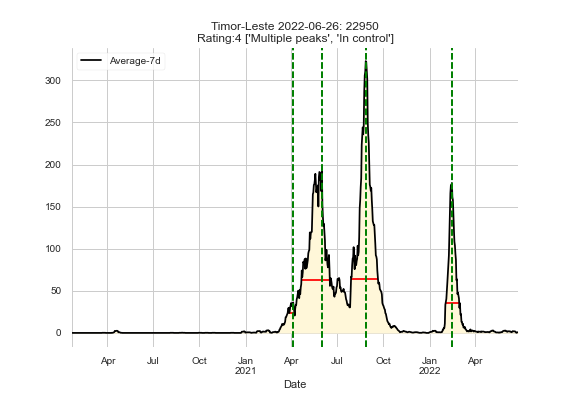 Timor-Leste 2022-06-26: 22950
Rating:4 ['Multiple peaks', 'In control']
Average-7d
300
250
200
150
100
50
0
Apr Jul Oct Jan Apr Jul Oct Jan Apr
2021 2022
Date